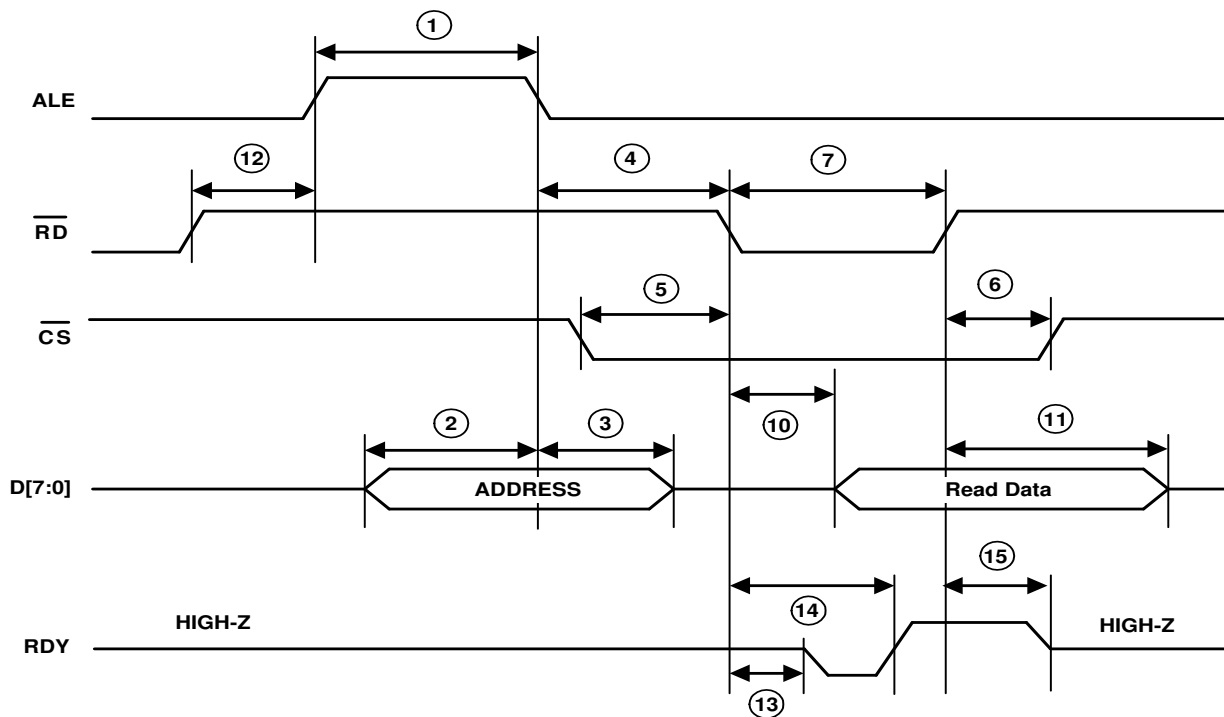 1
ALE
12
4
7
RD
5
6
CS
2
3
10
11
D[7:0]
ADDRESS
Read Data
15
14
HIGH-Z
HIGH-Z
RDY
13